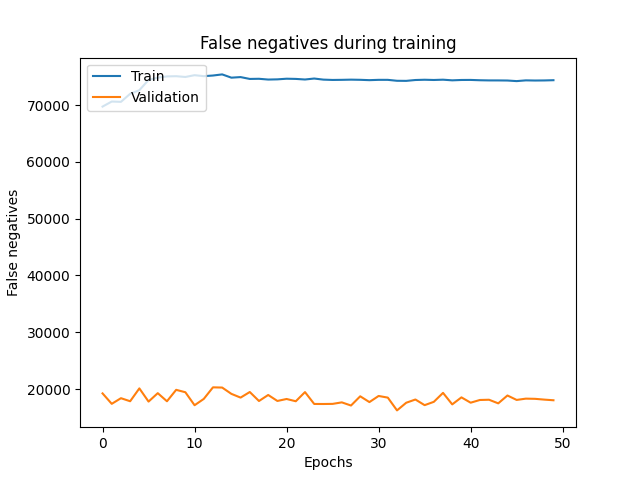 False negatives during training
Train
Validation
False negatives
70000
60000
50000
40000
30000
20000
0
10
20
30
40
50
Epochs